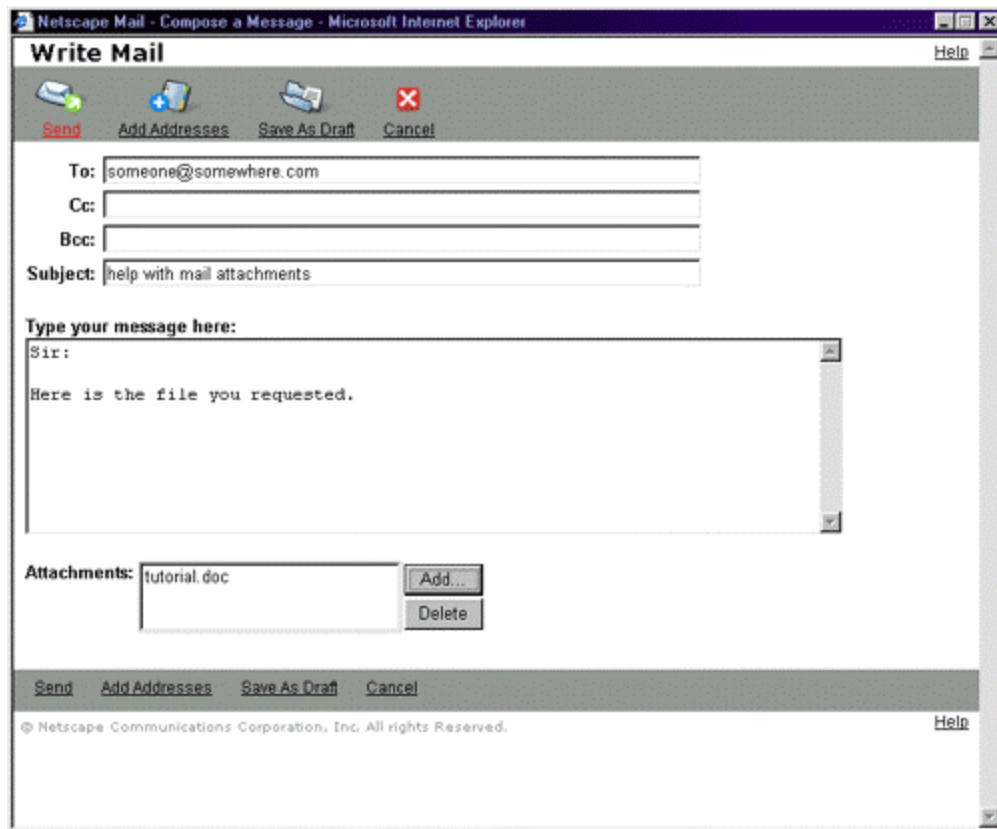 Netscape Mail - Compose a Message - Microsoft Internet Explorer
Write Mail Help
Send Add Addresses Save As Draft Cancel
To: someone@somewhere.com
Cc:
Bcc:
Subject: help with mail attachments
Type your message here:
Sir:
Here is the file you requested.
Attachments: tutorial.doc Add...
Delete
Send Add Addresses Save As Draft Cancel
© Netscape Communications Corporation, Inc. All rights Reserved. Help